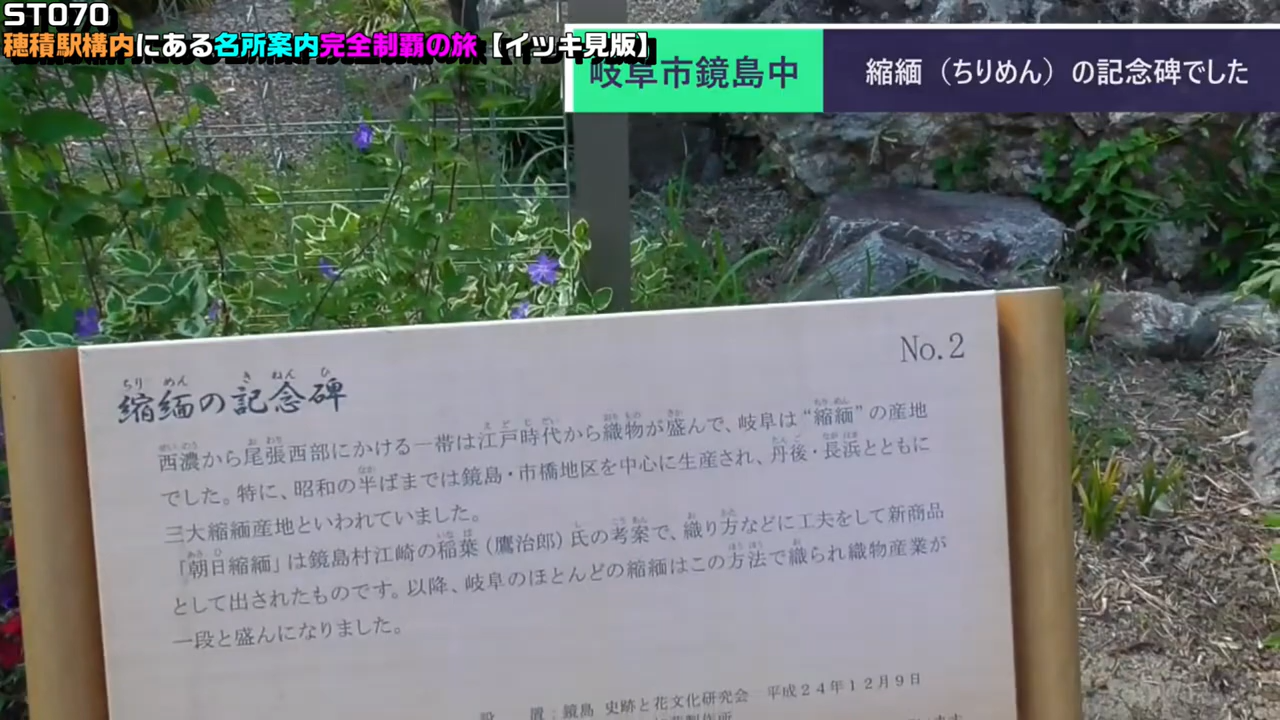 ST070
穂積駅構内にある名所案内完全制覇の旅【イツキ見版】
岐阜市鏡島中
縮緬（ちりめん）の記念碑でした
No.2
縮緬の記念碑
西濃から尾張西部にかける一帯は江戸時代から織物が盛んで、岐阜は“縮緬”の産地
でした。特に、昭和の半ばまでは鏡島・市橋地区を中心に生産され、丹後・長浜とともに
三大縮緬産地といわれていました。
「朝日縮緬」は鏡島村江崎の稲葉（鷹治郎）氏の考案で、織り方などに工夫をして新商品
として出されたものです。以降、岐阜のほとんどの縮緬はこの方法で織られ織物産業が
一段と盛んになりました。
設　置：鏡島 史跡と花文化研究会　平成24年12月9日